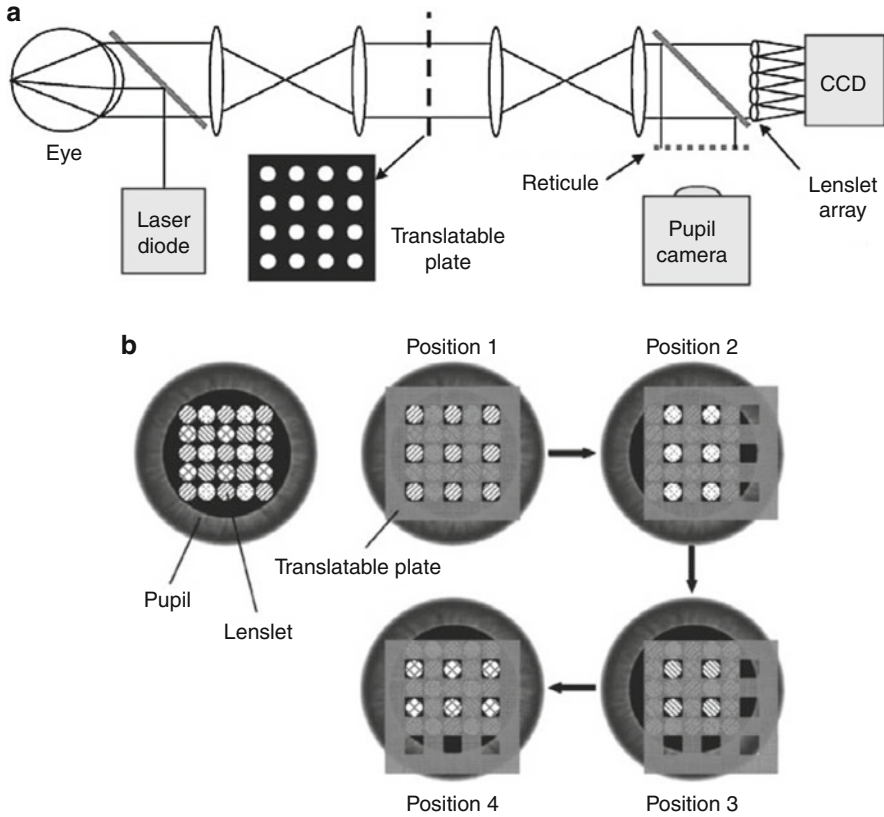 a
Eye
Laser
diode
Translatable
plate
Reticule
Pupil
camera
CCD
Lenslet
array
b
Position 1
Position 2
Translatable plate
Pupil
Lenslet
Position 4
Position 3